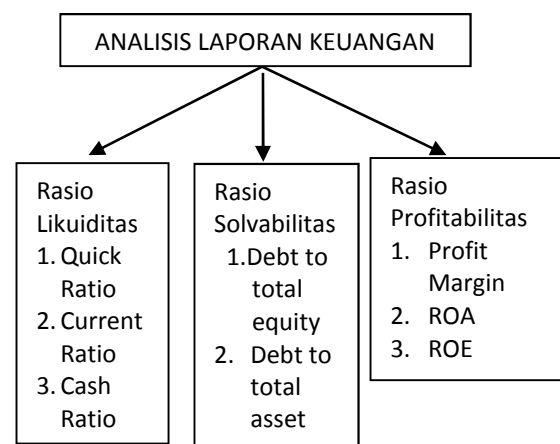 ANALISIS LAPORAN KEUANGAN
Rasio
Likuiditas
1. Quick
Ratio
2. Current
Ratio
3. Cash
Ratio
Rasio
Solvabilitas
1.Debt to
total
equity
2. Debt to
total
asset
Rasio
Profitabilitas
1. Profit
Margin
2. ROA
3. ROE